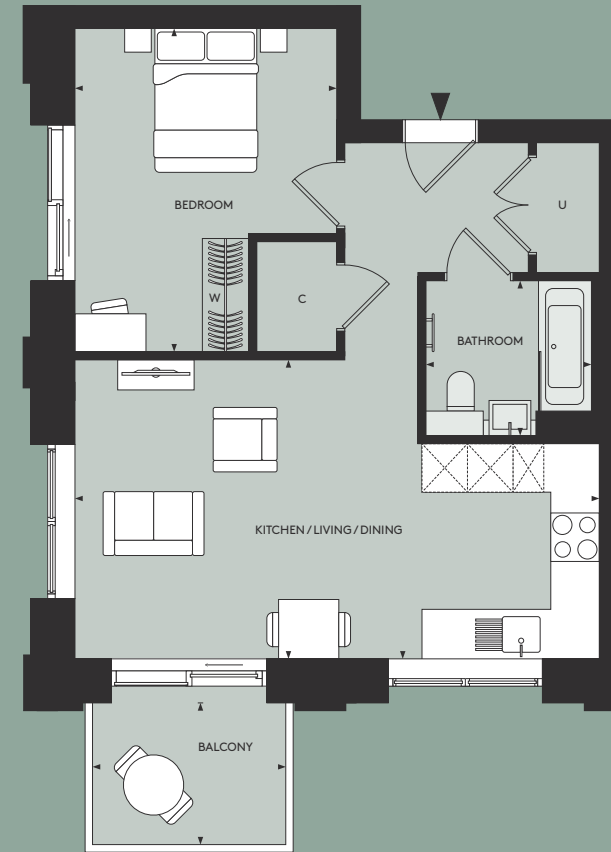 BEDROOM
U
W
C
BATHROOM
KITCHEN / LIVING / DINING
BALCONY